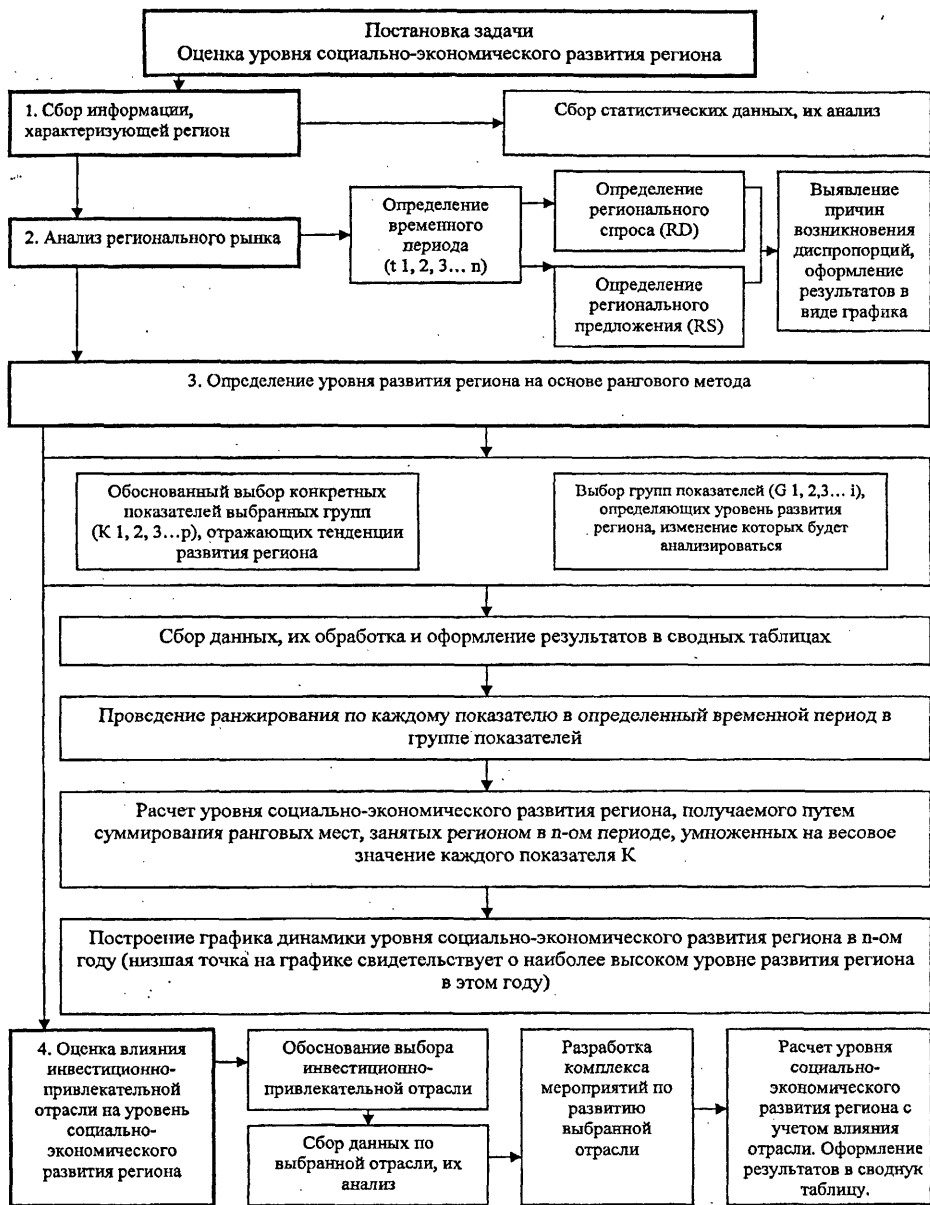 Постановка задачи
Оценка уровня социально-экономического развития региона
1. Сбор информации,
характеризующей регион
Сбор статистических данных, их анализ
2. Анализ регионального рынка
Определение
временного
периода
(t 1, 2, 3... n)
Определение
регионального
спроса (RD)
Определение
регионального
предложения (RS)
Выявление
причин
возникновения
диспропорций,
оформление
результатов в
виде графика
3. Определение уровня развития региона на основе рангового метода
Обоснованный выбор конкретных
показателей выбранных групп
(K 1, 2, 3...p), отражающих тенденции
развития региона
Выбор групп показателей (G 1, 2,3... i),
определяющих уровень развития
региона, изменение которых будет
анализироваться
Сбор данных, их обработка и оформление результатов в сводных таблицах
Проведение ранжирования по каждому показателю в определенный временной период в
группе показателей
Расчет уровня социально-экономического развития региона, получаемого путем
суммирования ранговых мест, занятых регионом в n-ом периоде, умноженных на весовое
значение каждого показателя K
Построение графика динамики уровня социально-экономического развития региона в n-ом
году (низшая точка на графике свидетельствует о наиболее высоком уровне развития региона
в этом году)
4. Оценка влияния
инвестиционно-
привлекательной
отрасли на уровень
социально-
экономического
развития региона
Обоснование выбора
инвестиционно-
привлекательной отрасли
Сбор данных по
выбранной отрасли, их
анализ
Разработка
комплекса
мероприятий по
развитию
выбранной
отрасли
Расчет уровня
социально-
экономического
развития региона с
учетом влияния
отрасли. Оформление
результатов в своднук
таблицу.